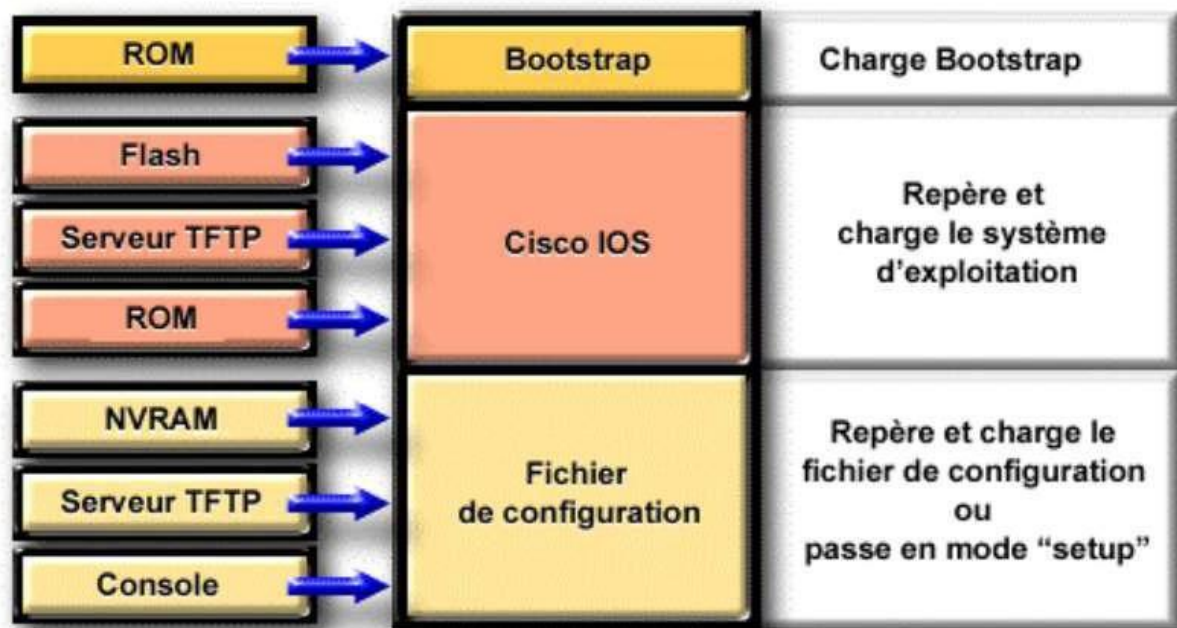 ROM
Bootstrap
Charge Bootstrap
Flash
Serveur TFTP
ROM
Cisco IOS
Repère et
charge le système
d'exploitation
NVRAM
Serveur TFTP
Console
Fichier
de configuration
Repère et charge le
fichier de configuration
ou
passe en mode “setup”